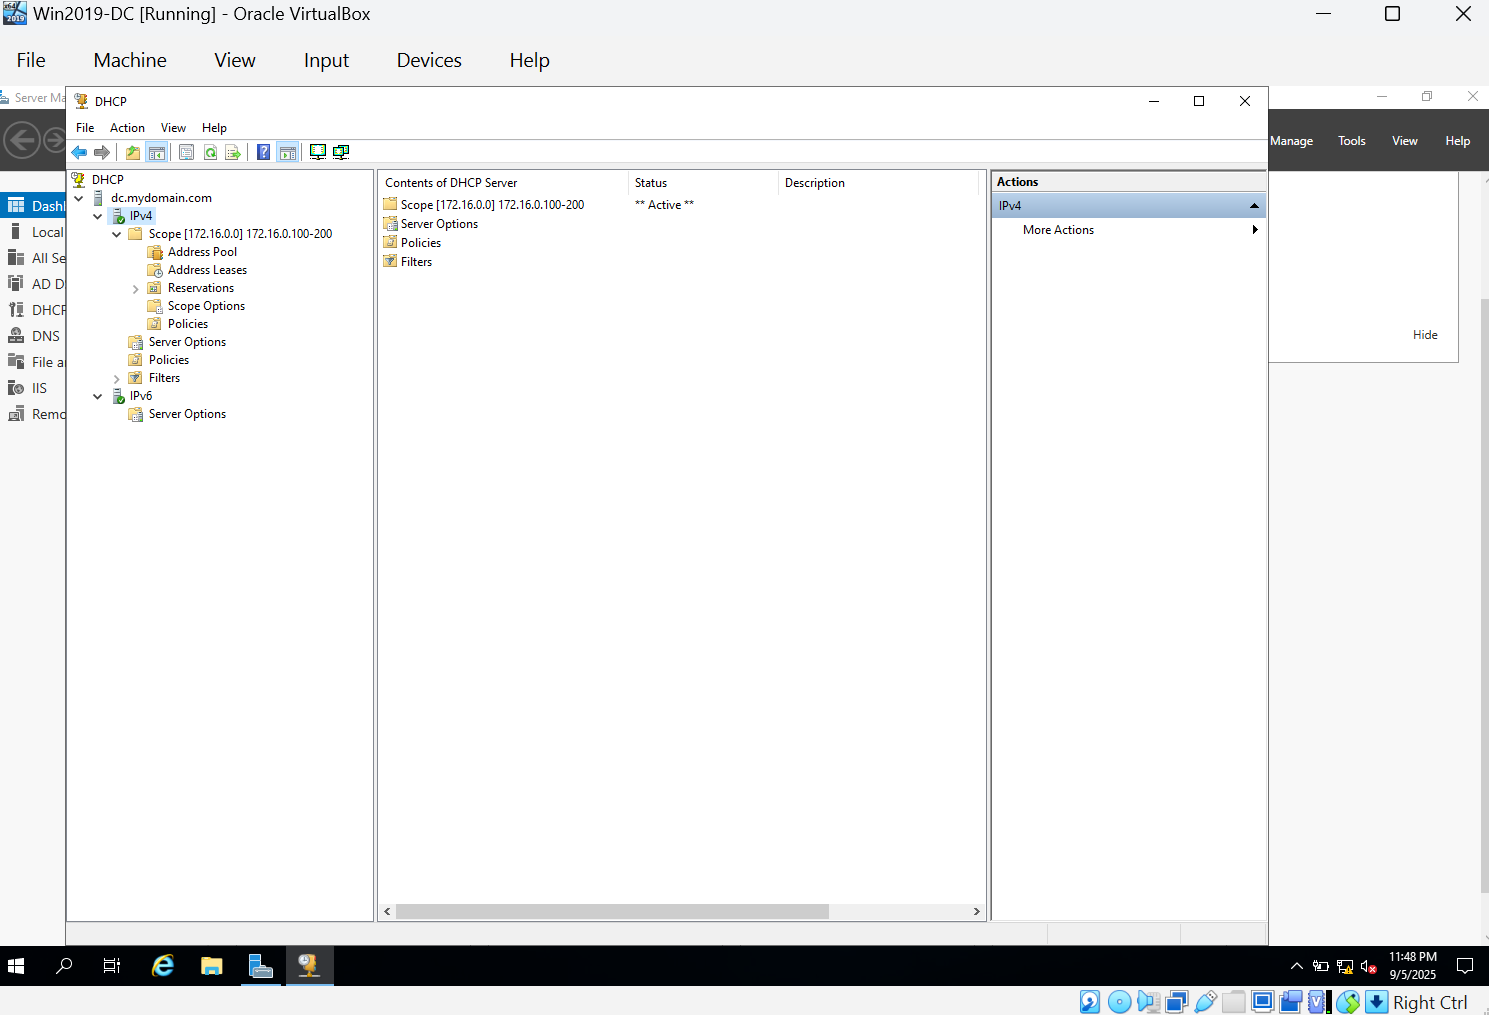 Win2019-DC [Running] - Oracle VirtualBox
File Machine View Input Devices Help
Server Ma
DHCP
File Action View Help
Manage Tools View Help
DHCP
dc.mydomain.com
IPv4
Scope [172.16.0.0] 172.16.0.100-200
Address Pool
Address Leases
Reservations
Scope Options
Policies
Server Options
Policies
Filters
IPv6
Server Options
Contents of DHCP Server Status Description
Scope [172.16.0.0] 172.16.0.100-200 ** Active **
Server Options
Policies
Filters
Actions
IPv4
More Actions
Hide
Dashl
Local
All Se
AD D
DHCP
DNS
File a
IIS
Remo
11:48 PM
9/5/2025
Right Ctrl